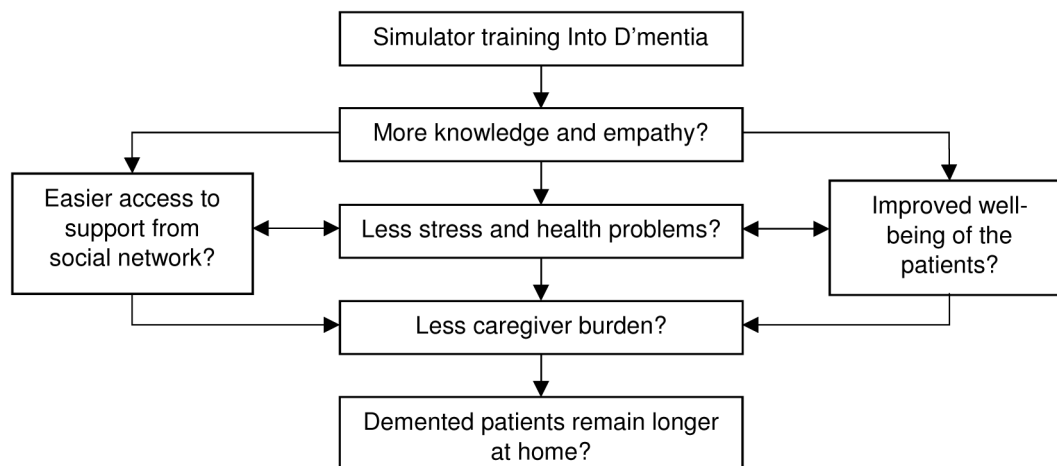 Simulator training Into D’mentia
More knowledge and empathy?
Easier access to
support from
social network?
Less stress and health problems?
Improved well-
being of the
patients?
Less caregiver burden?
Demented patients remain longer
at home?